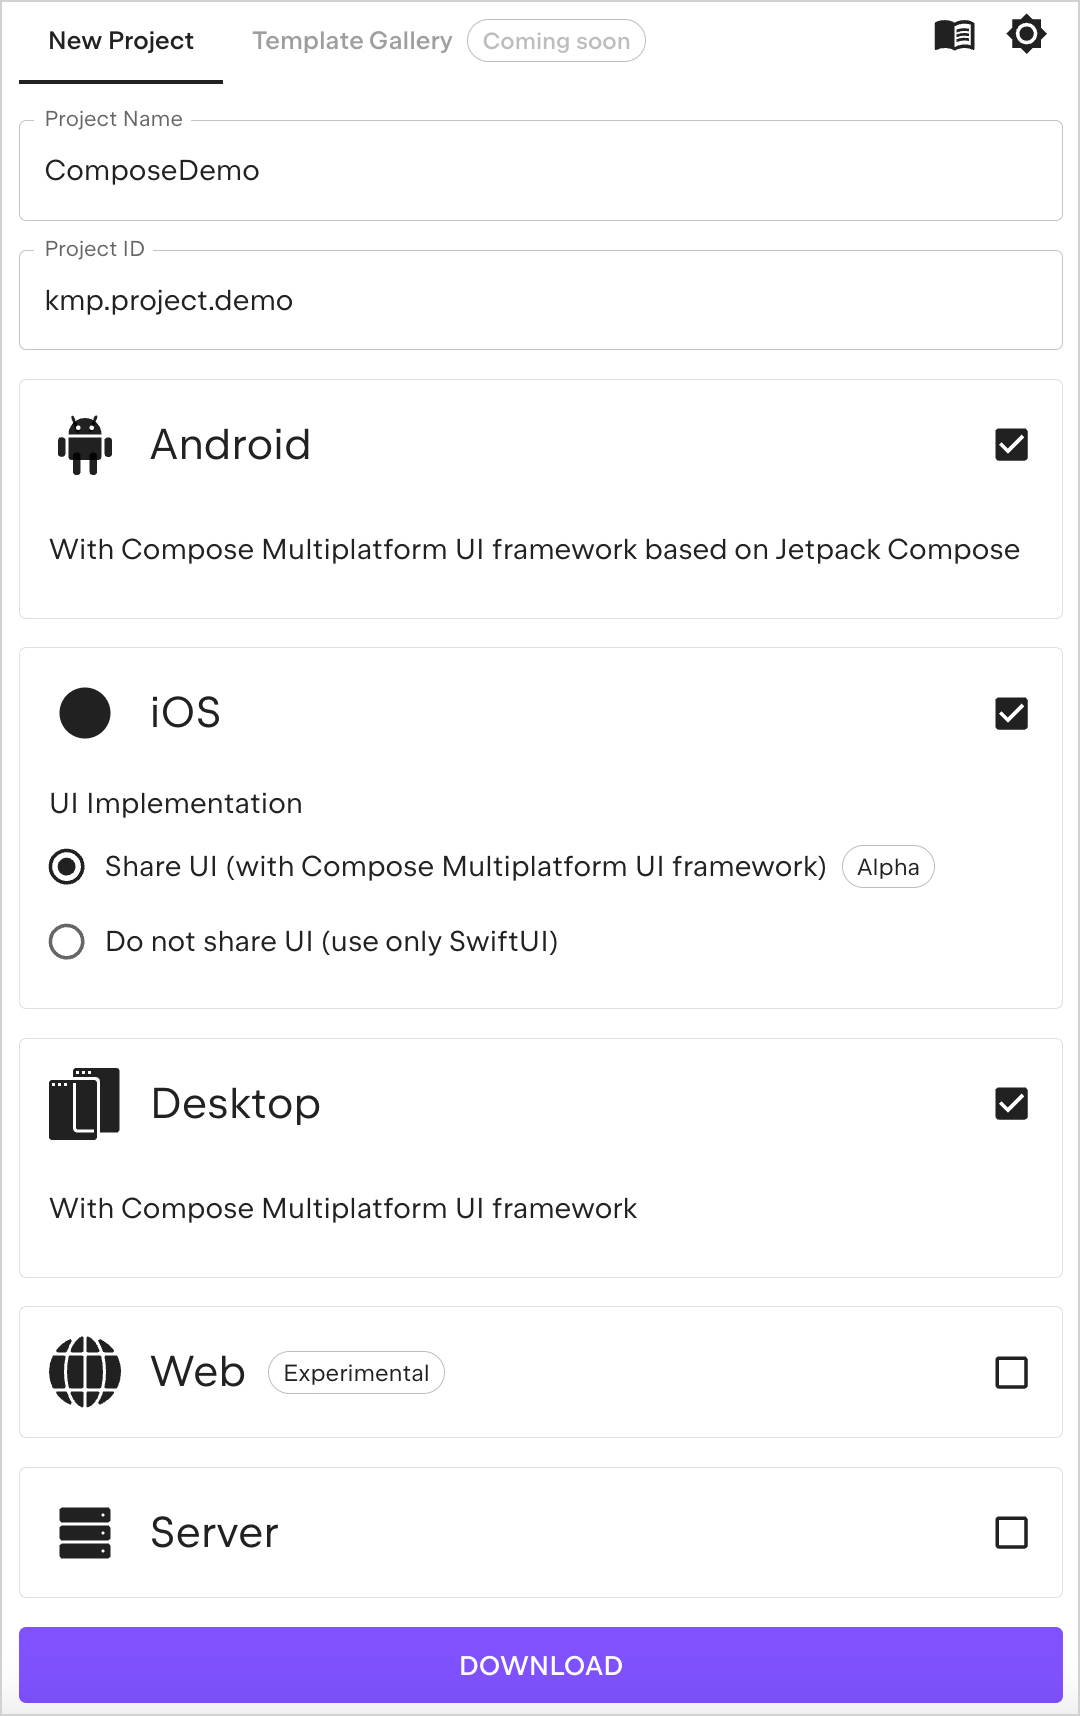 New Project
Template Gallery
Coming soon
Project Name
ComposeDemo
Project ID
kmp.project.demo
Android
With Compose Multiplatform UI framework based on Jetpack Compose
iOS
UI Implementation
Share UI (with Compose Multiplatform UI framework)
Alpha
Do not share UI (use only SwiftUI)
Desktop
With Compose Multiplatform UI framework
Web
Experimental
Server
DOWNLOAD